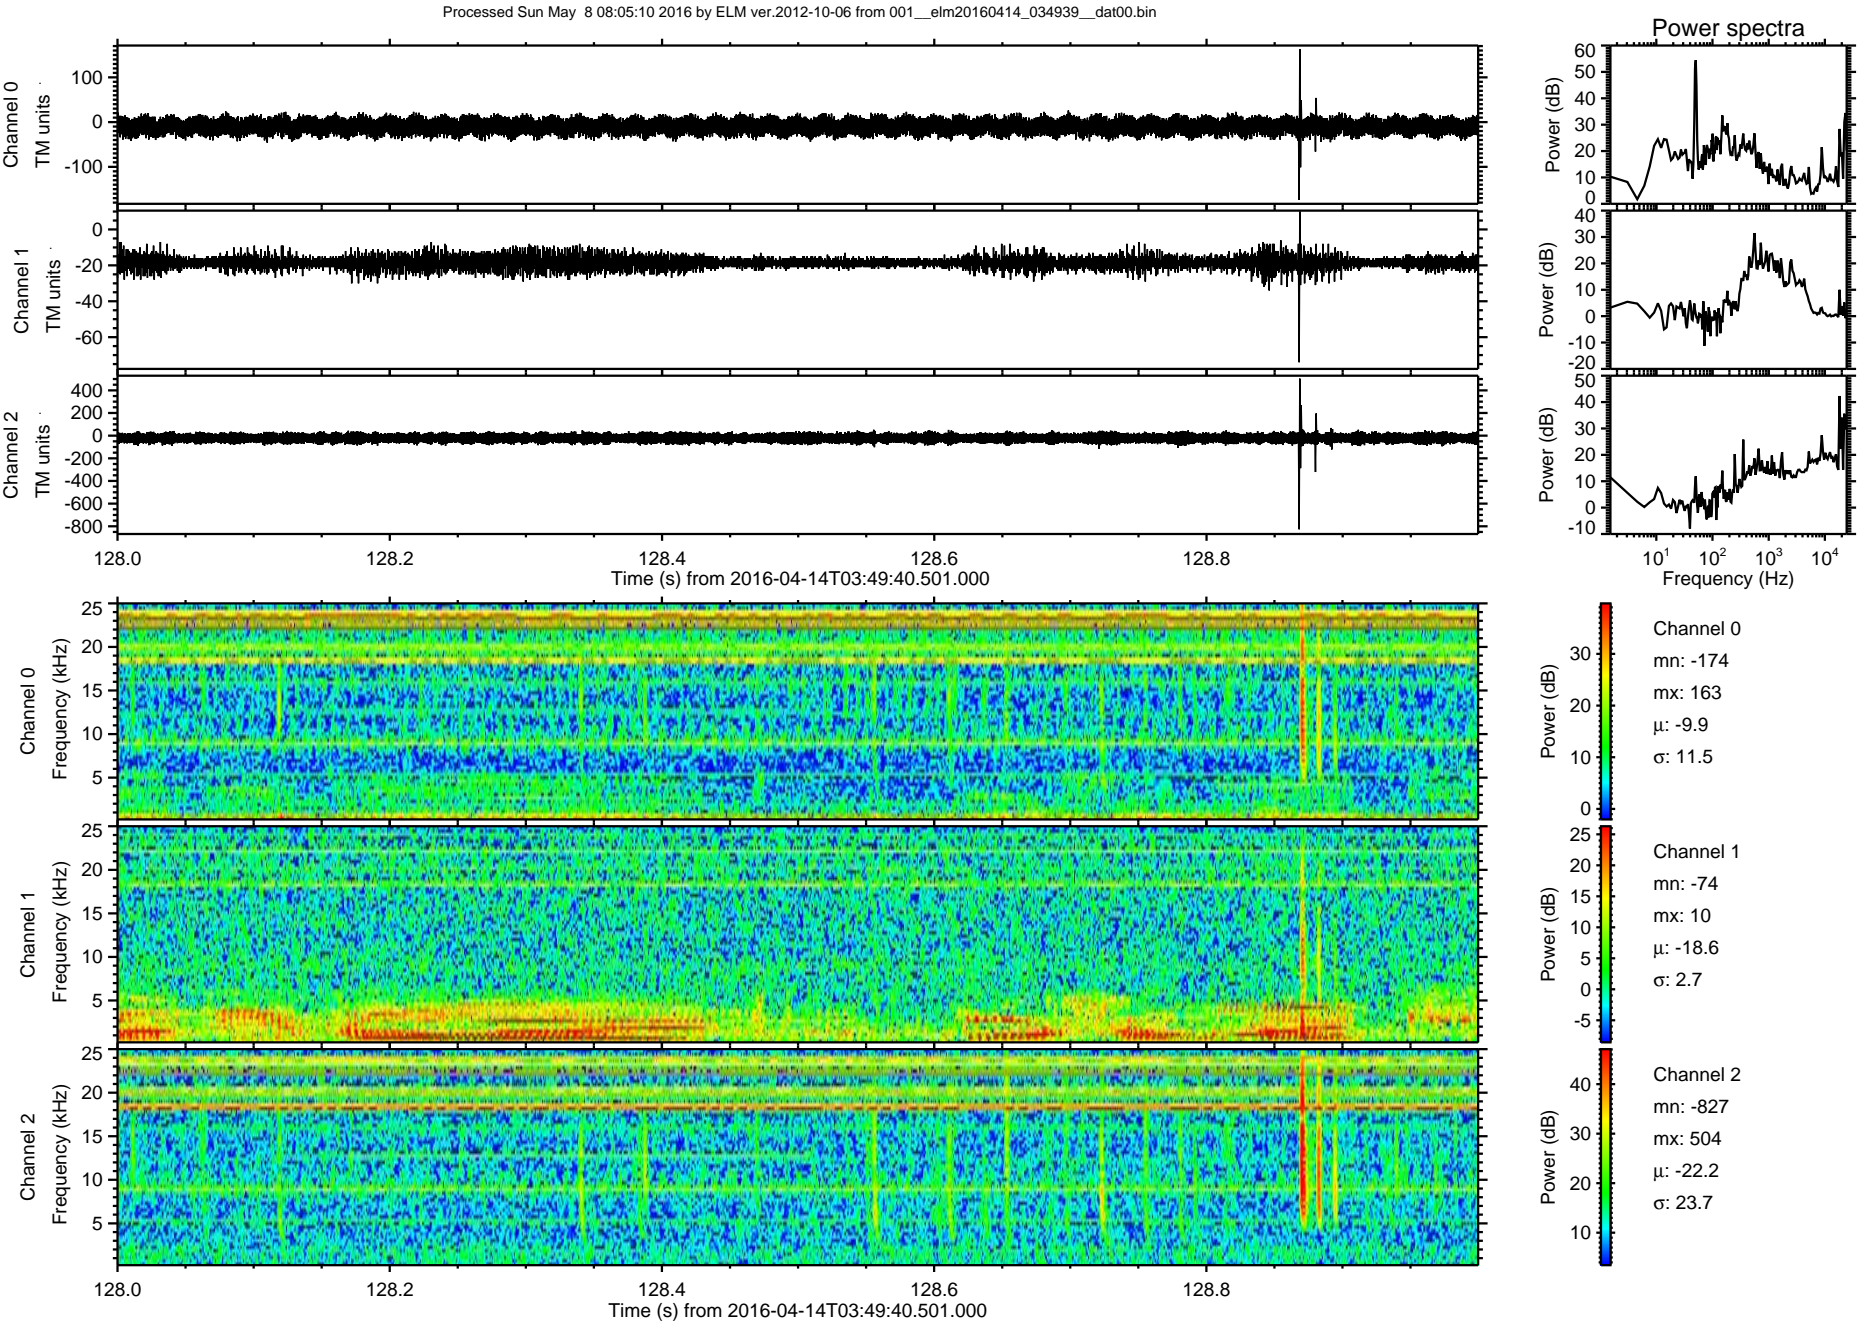 Processed Sun May  8 08:05:10 2016 by ELM ver.2012-10-06 from 001__elm20160414_034939__dat00.bin
Power spectra
Channel 0
TM units
100
0
-100
Power (dB)
60
50
40
30
20
10
0
Channel 1
TM units
0
-20
-40
-60
Power (dB)
40
30
20
10
0
-10
-20
Channel 2
TM units
400
200
0
-200
-400
-600
-800
Power (dB)
50
40
30
20
10
0
-10
128.0 128.2 128.4 128.6 128.8
Time (s) from 2016-04-14T03:49:40.501.000
10¹ 10² 10³ 10⁴
Frequency (Hz)
Channel 0
Frequency (kHz)
25
20
15
10
5
Power (dB)
30
20
10
0
Channel 0
mn: -174
mx: 163
μ: -9.9
σ: 11.5
Channel 1
Frequency (kHz)
25
20
15
10
5
Power (dB)
25
20
15
10
5
0
-5
Channel 1
mn: -74
mx: 10
μ: -18.6
σ: 2.7
Channel 2
Frequency (kHz)
25
20
15
10
5
Power (dB)
40
30
20
10
Channel 2
mn: -827
mx: 504
μ: -22.2
σ: 23.7
128.0 128.2 128.4 128.6 128.8
Time (s) from 2016-04-14T03:49:40.501.000